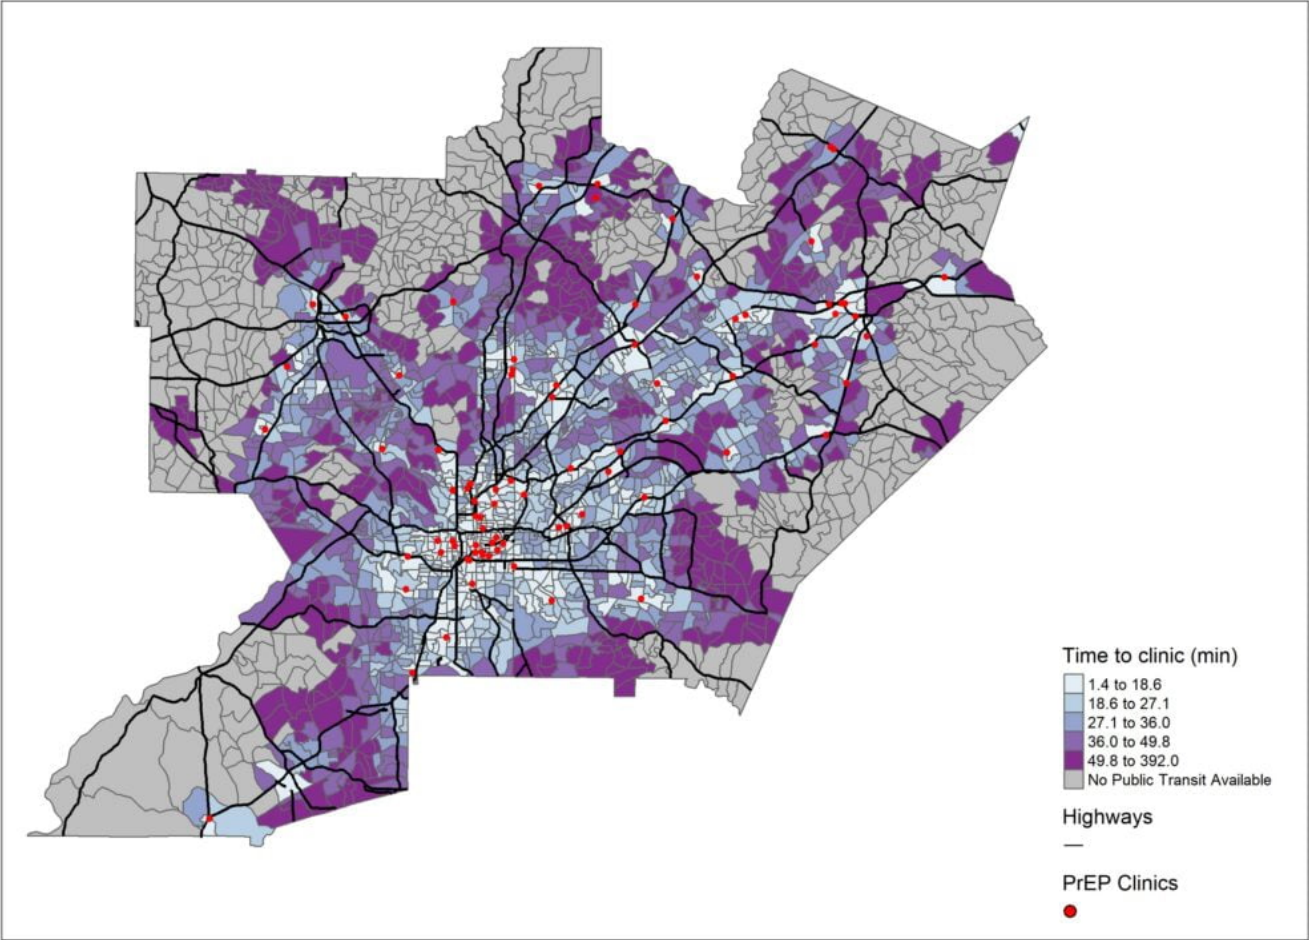 Time to clinic (min)
1.4 to 18.6
18.6 to 27.1
27.1 to 36.0
36.0 to 49.8
49.8 to 392.0
No Public Transit Available
Highways
PrEP Clinics